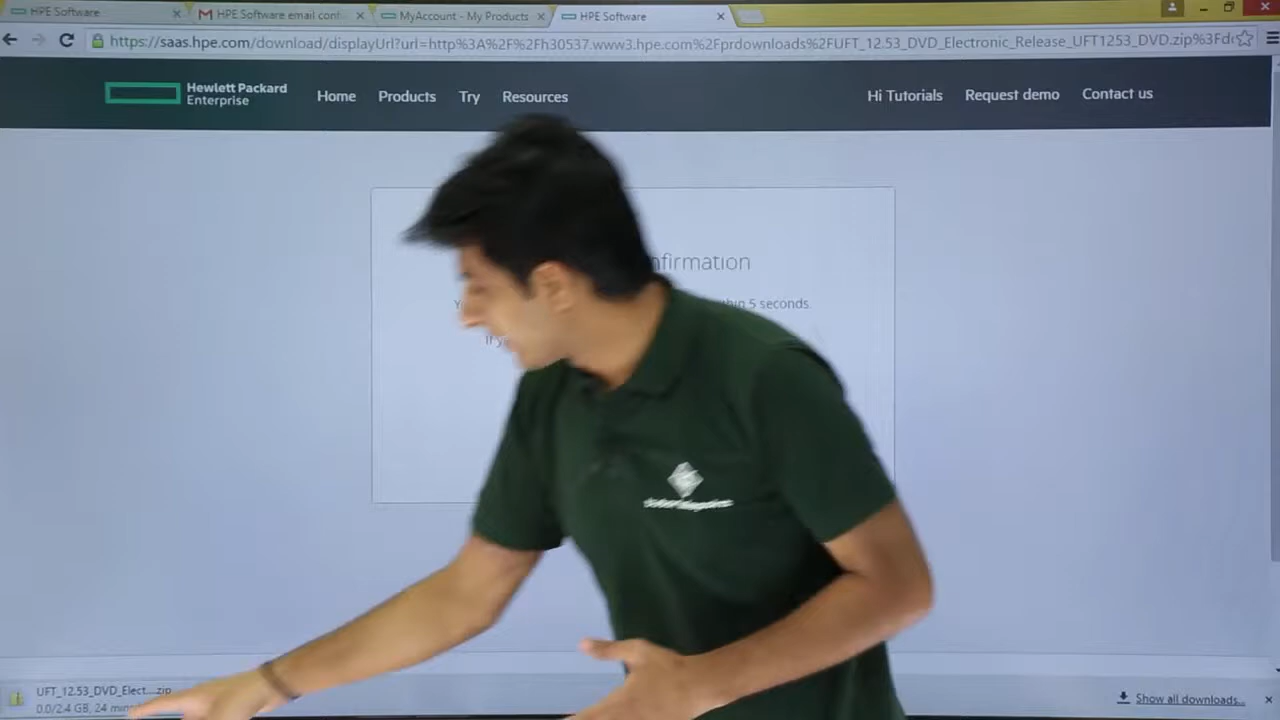 HPE Software
HPE Software email conf
MyAccount - My Products
HPE Software
https://saas.hpe.com/download/displayUrl?url=http%3A%2F%2Fh30537.www3.hpe.com%2Fprdownloads%2FUFT_12.53_DVD_Electronic_Release_UFT1253_DVD.zip%3Fd
Hewlett Packard
Enterprise
Home
Products
Try
Resources
Hi Tutorials
Request demo
Contact us
nfirmation
5 seconds
UFT_12.53_DVD_Elect...zip
0.0/2.4 GB, 24 min
Show all downloads...